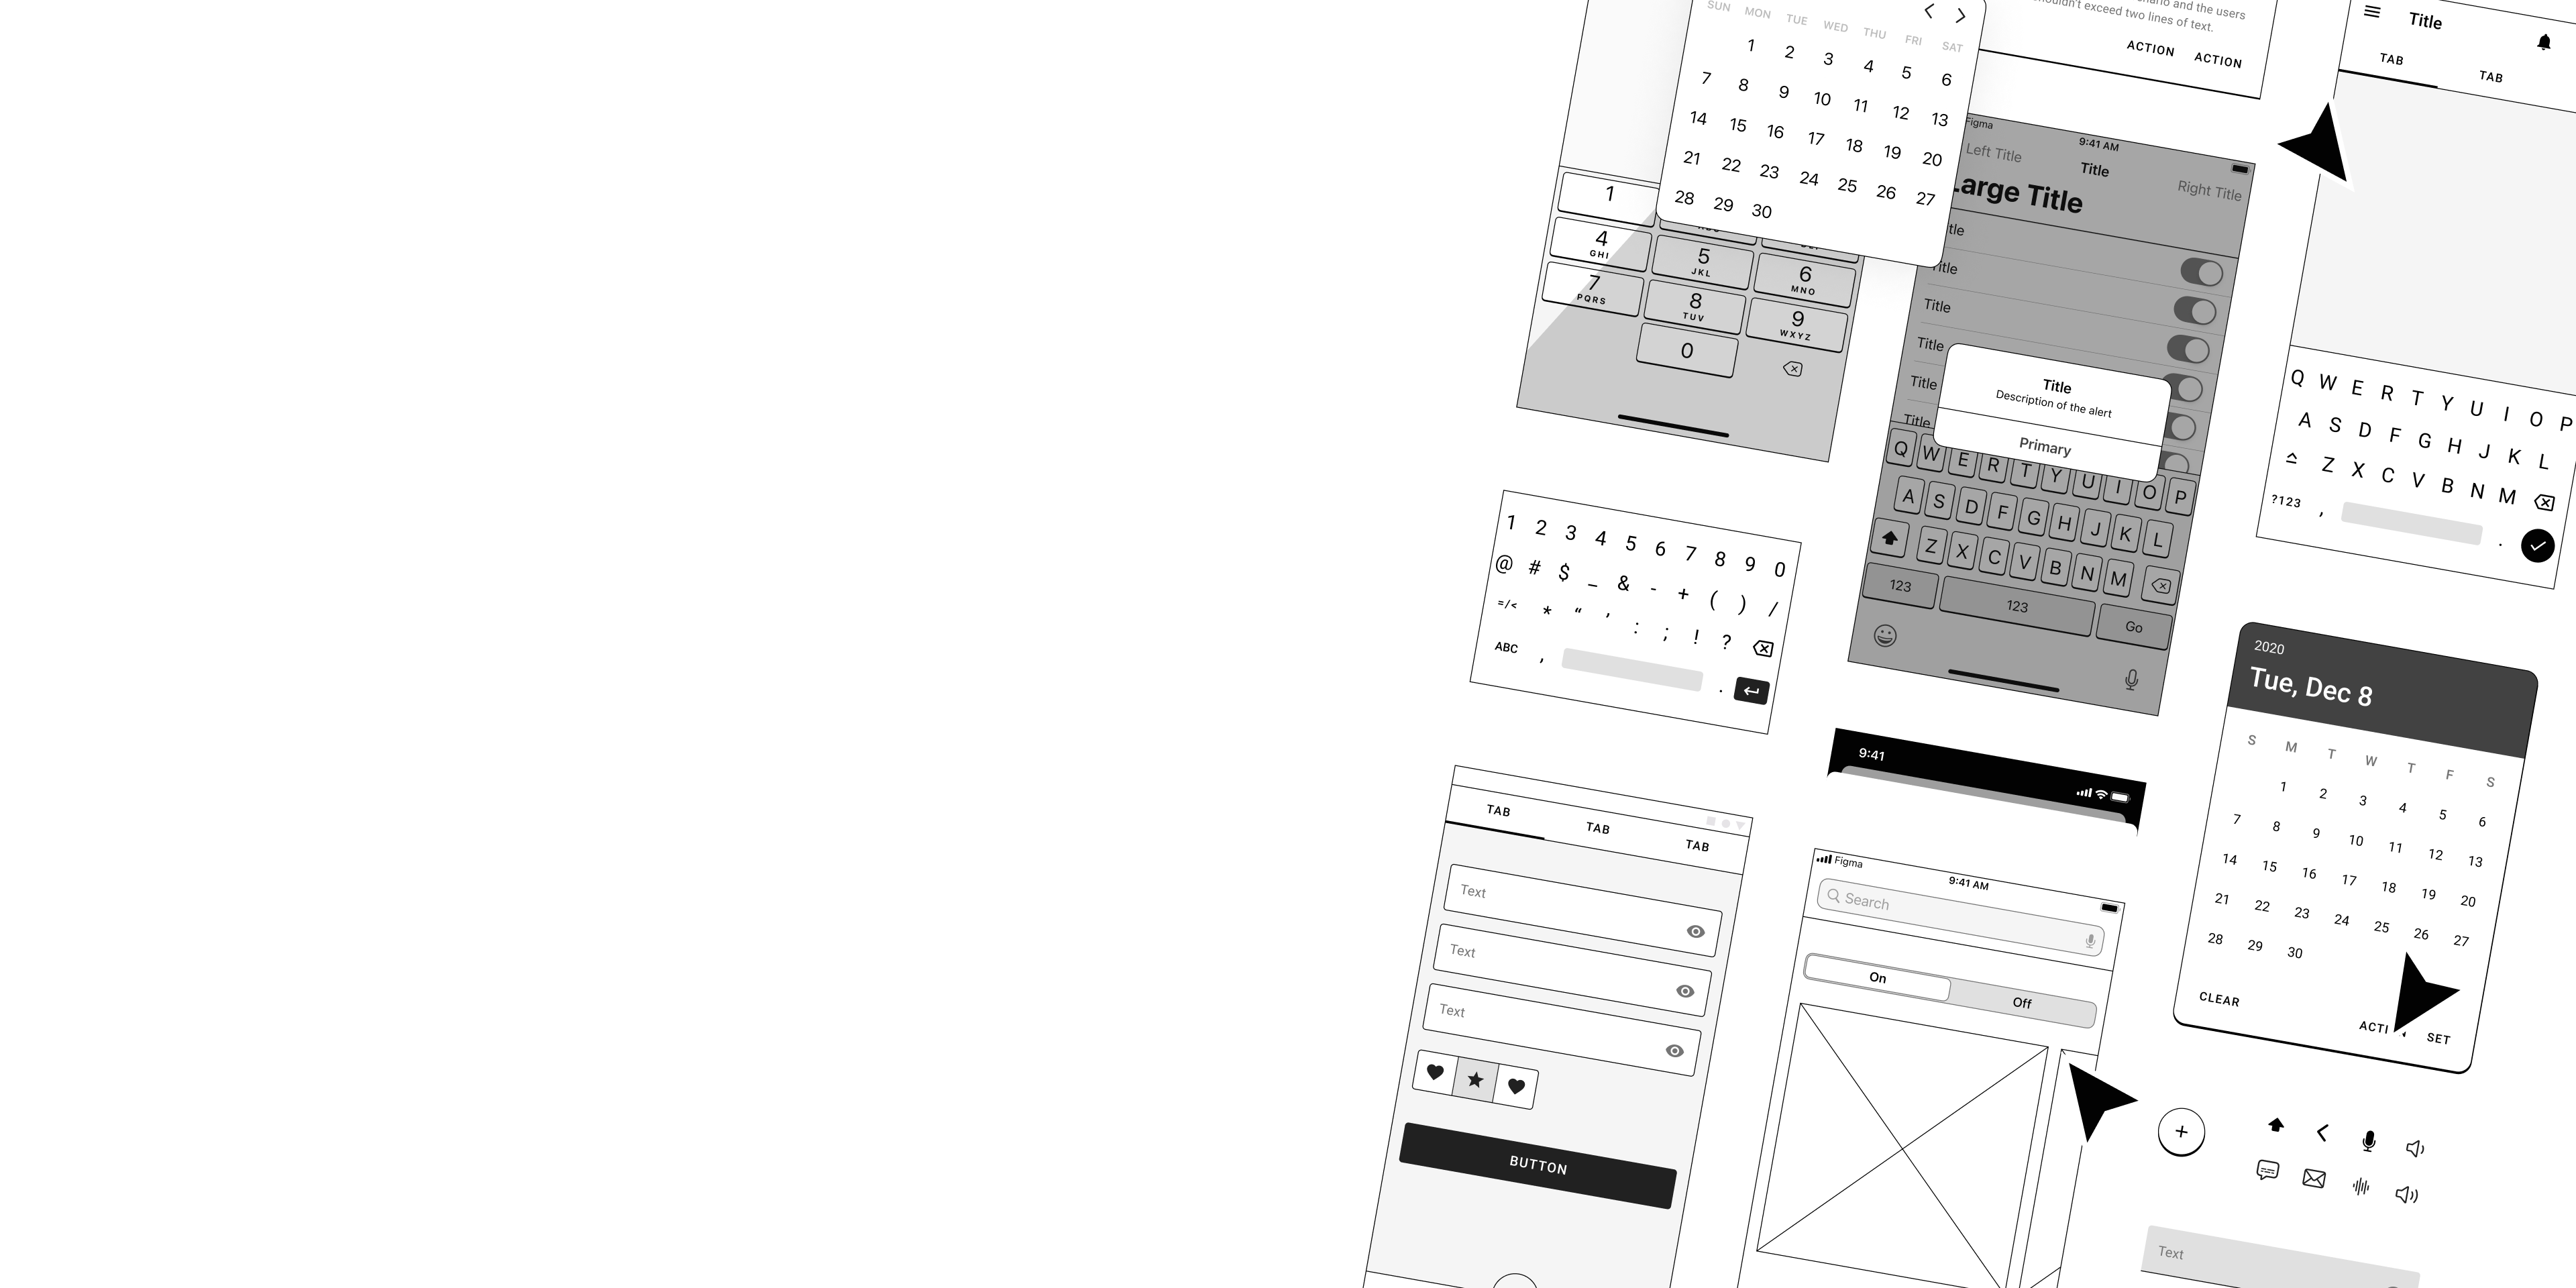 SUN MON TUE WED THU FRI SAT
1 2 3 4 5 6
7 8 9 10 11 12 13
14 15 16 17 18 19 20
21 22 23 24 25 26 27
28 29 30
and the users
exceed two lines of text.
ACTION ACTION
Title
TAB TAB
1
4
GHI
5
JKL
6
MNO
7
PQRS
8
TUV
9
WXYZ
0
Figma
9:41 AM
Left Title Title Right Title
Large Title
Title
Title
Title
Title
Title
Title
Description of the alert
Primary
Q W E R T Y U I O P
A S D F G H J K L
Z X C V B N M
123 123 Go
Q W E R T Y U I O P
A S D F G H J K L
Z X C V B N M
?123 , .
1 2 3 4 5 6 7 8 9 0
@ # $ _ & - + ( ) /
=/< * “ ‘ : ; ! ?
ABC , .
9:41
2020
Tue, Dec 8
S M T W T F S
1 2 3 4 5 6
7 8 9 10 11 12 13
14 15 16 17 18 19 20
21 22 23 24 25 26 27
28 29 30
CLEAR SET
TAB TAB TAB
Text
Text
Text
BUTTON
Figma
9:41 AM
Search
On Off
Text